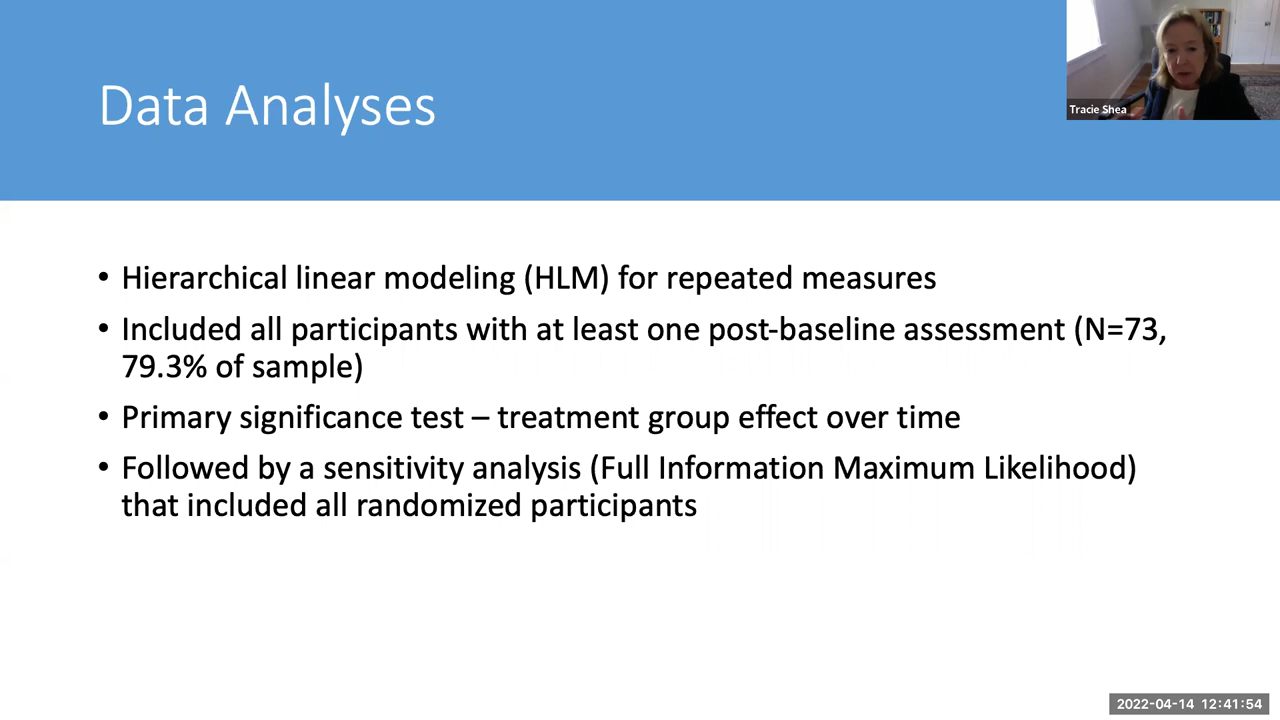 Data Analyses
Tracie Shea
• Hierarchical linear modeling (HLM) for repeated measures
• Included all participants with at least one post-baseline assessment (N=73,
79.3% of sample)
• Primary significance test – treatment group effect over time
• Followed by a sensitivity analysis (Full Information Maximum Likelihood)
that included all randomized participants
2022-04-14 12:41:54